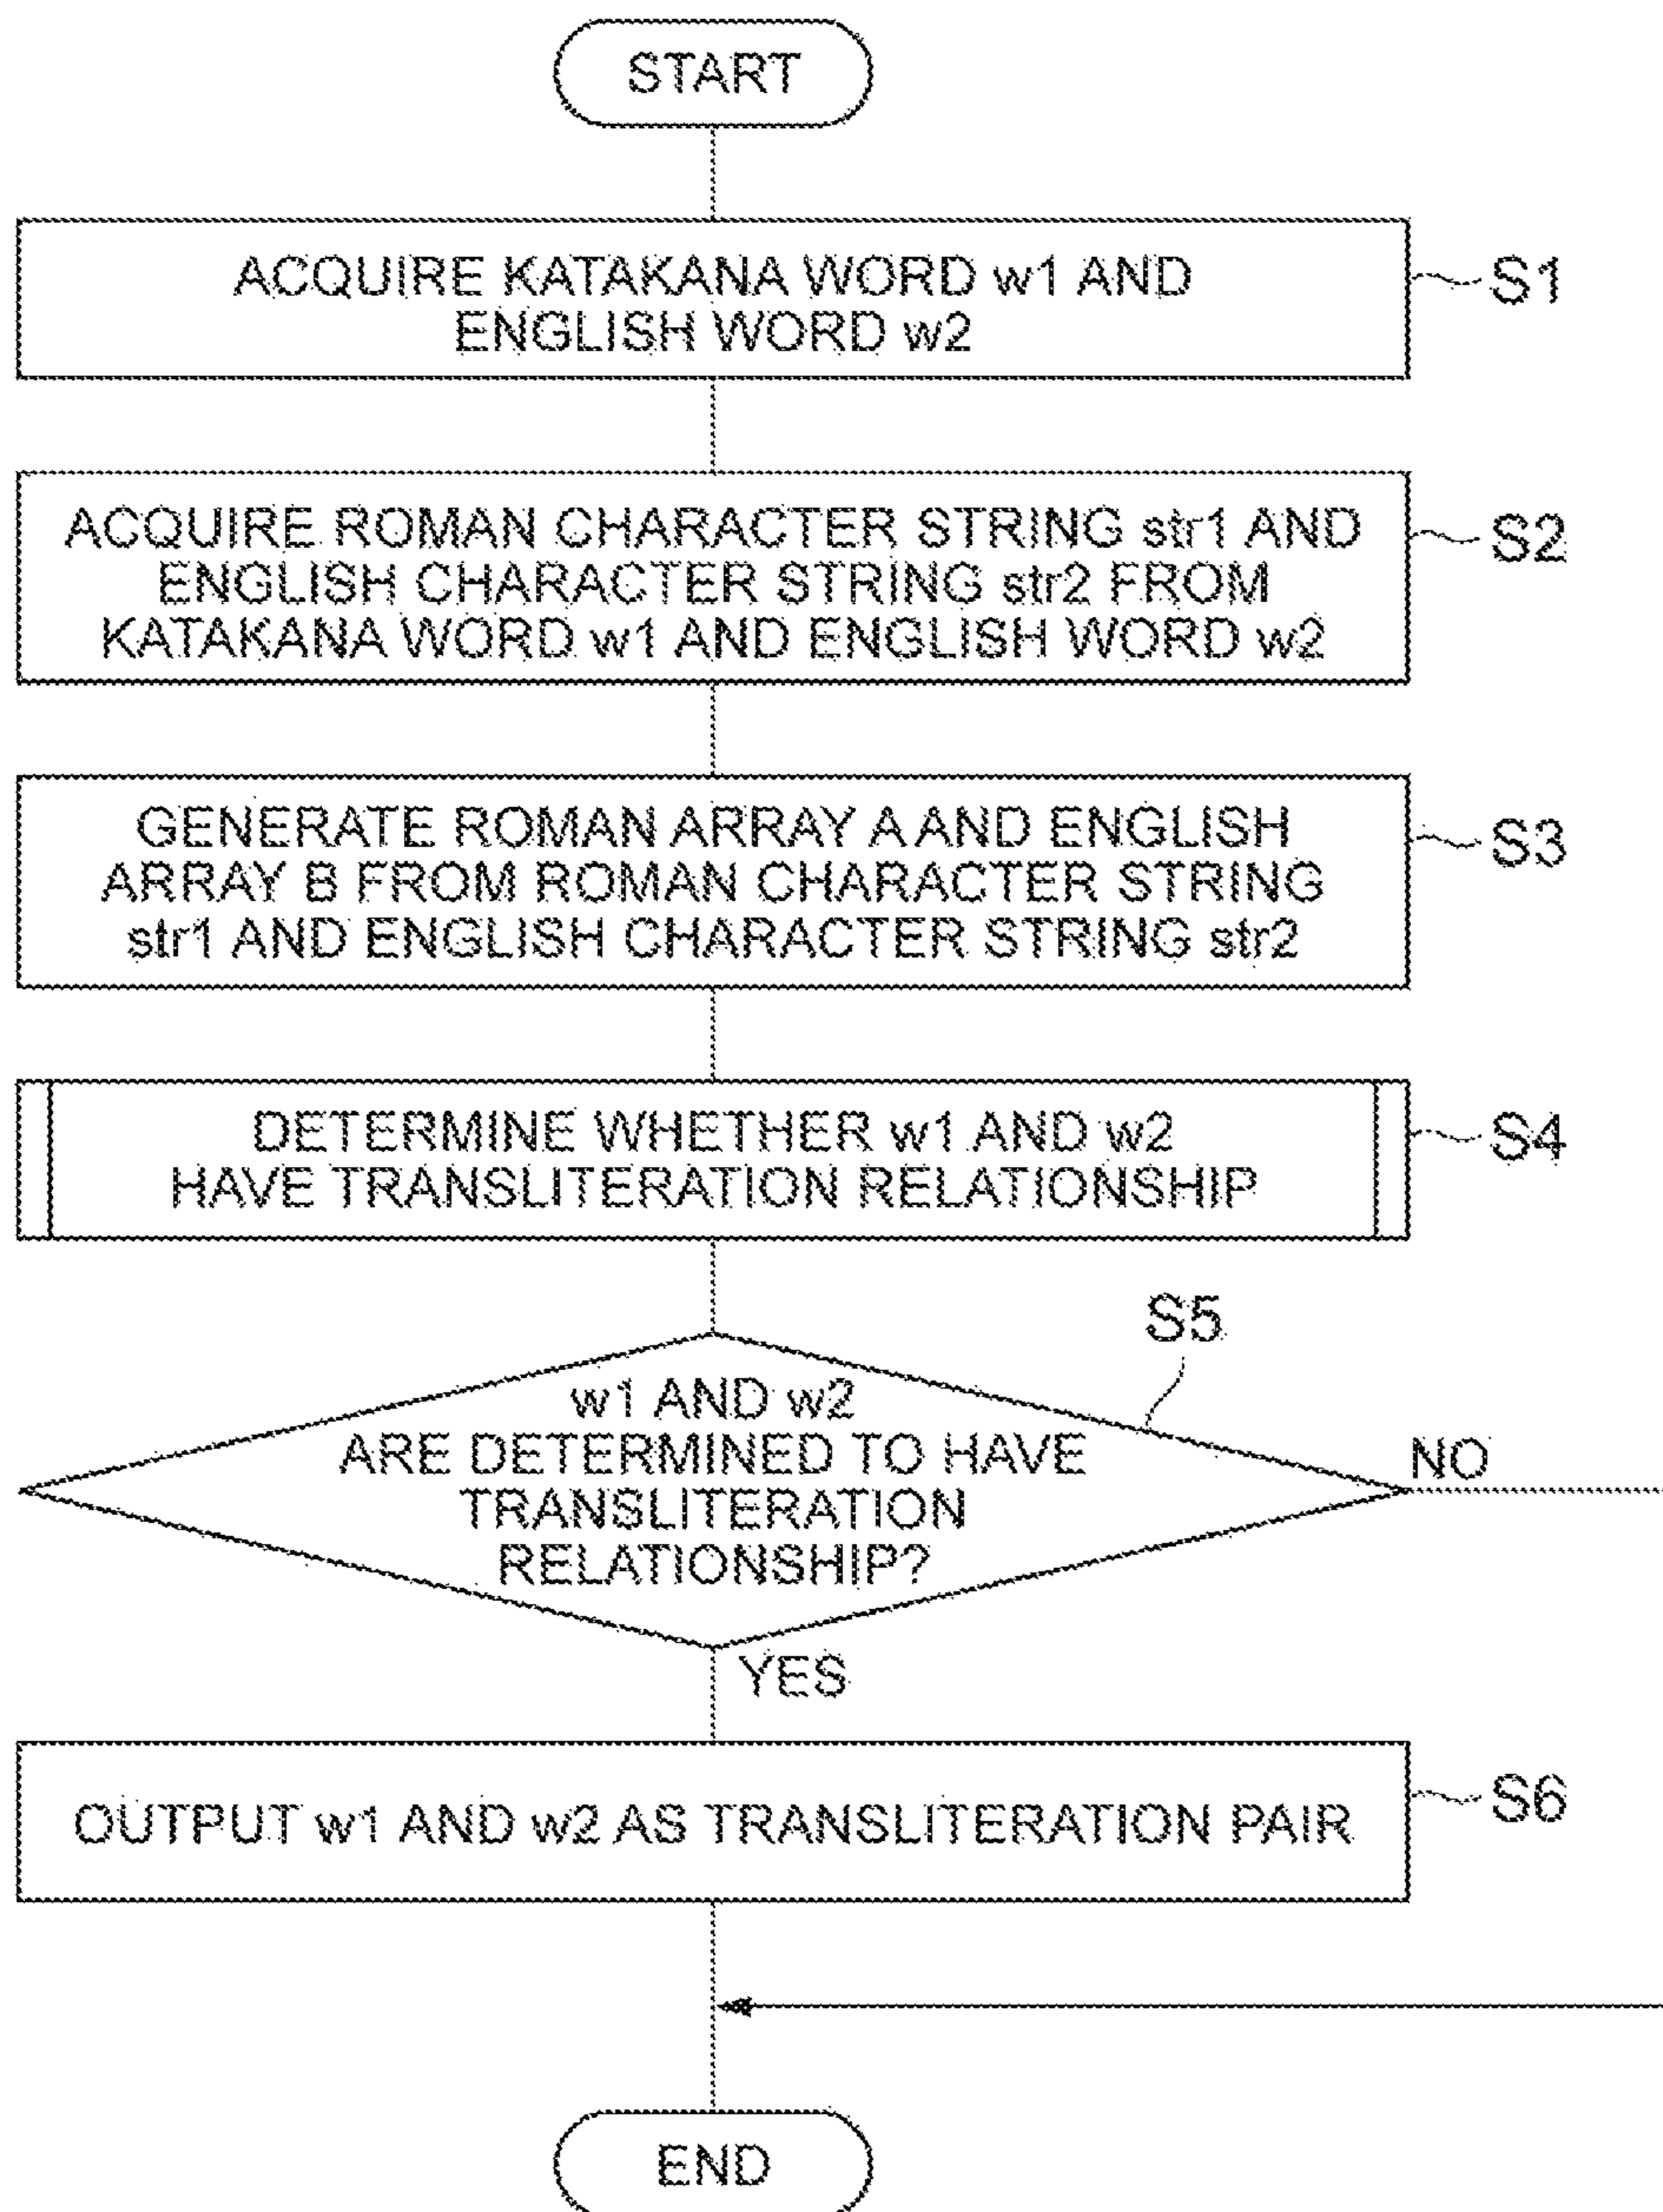 START
ACQUIRE KATAKANA WORD w1 AND
ENGLISH WORD w2
S1
ACQUIRE ROMAN CHARACTER STRING str1 AND
ENGLISH CHARACTER STRING str2 FROM
KATAKANA WORD w1 AND ENGLISH WORD w2
S2
GENERATE ROMAN ARRAY A AND ENGLISH
ARRAY B FROM ROMAN CHARACTER STRING
str1 AND ENGLISH CHARACTER STRING str2
S3
DETERMINE WHETHER w1 AND w2
HAVE TRANSLITERATION RELATIONSHIP
S4
S5
w1 AND w2
ARE DETERMINED TO HAVE
TRANSLITERATION
RELATIONSHIP?
NO
YES
OUTPUT w1 AND w2 AS TRANSLITERATION PAIR
S6
END